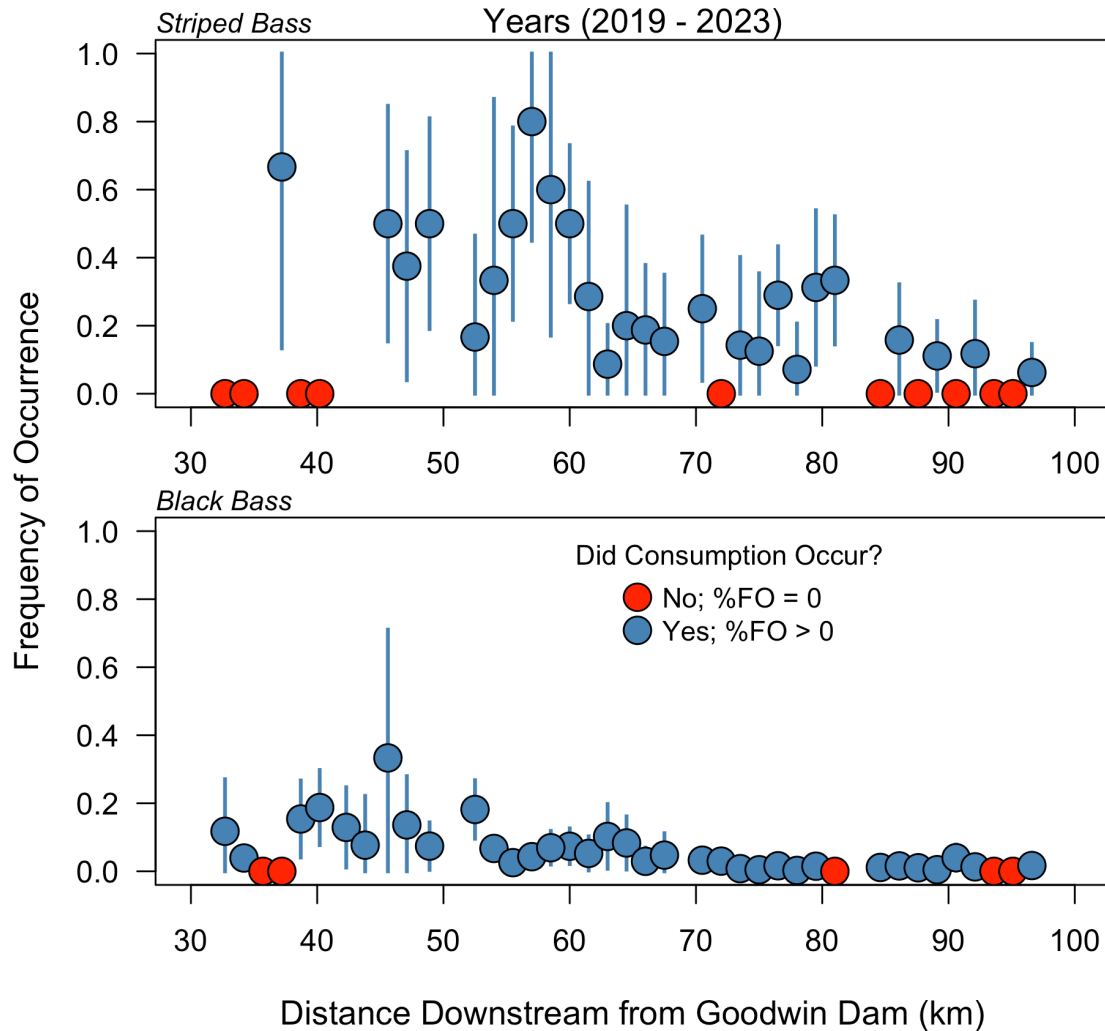 Striped Bass
Years (2019 - 2023)
1.0
0.8
0.6
0.4
0.2
0.0
30 40 50 60 70 80 90 100
Frequency of Occurrence
Black Bass
1.0
0.8
0.6
0.4
0.2
0.0
Did Consumption Occur?
No; %FO = 0
Yes; %FO > 0
30 40 50 60 70 80 90 100
Distance Downstream from Goodwin Dam (km)